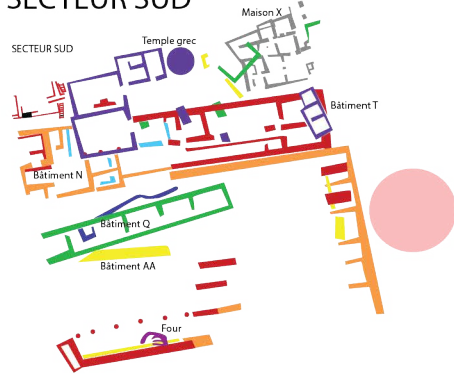 SECTEUR SUD
Maison X
Temple grec
SECTEUR SUD
Bâtiment T
Bâtiment N
Bâtiment Q
Bâtiment AA
Four